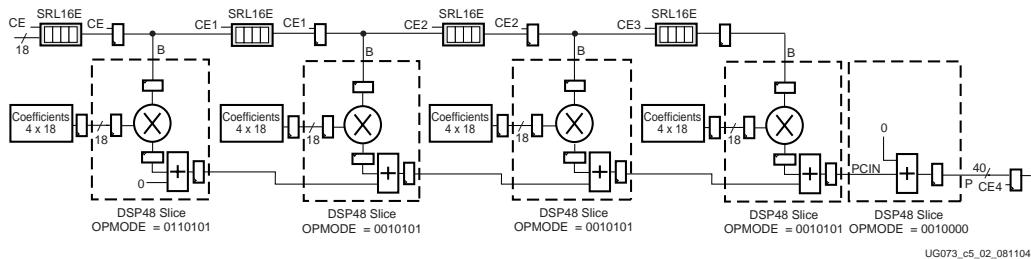 SRL16E
SRL16E
SRL16E
SRL16E
CE
CE
CE1
CE1
CE2
CE2
CE3
18
B
B
B
B
Coefficients
4 x 18
Coefficients
4 x 18
Coefficients
4 x 18
Coefficients
4 x 18
18
18
18
18
0
0
PCIN
40
P
CE4
DSP48 Slice
OPMODE = 0110101
DSP48 Slice
OPMODE = 0010101
DSP48 Slice
OPMODE = 0010101
DSP48 Slice
OPMODE = 0010101
DSP48 Slice
OPMODE = 0010000
UG073_c5_02_081104